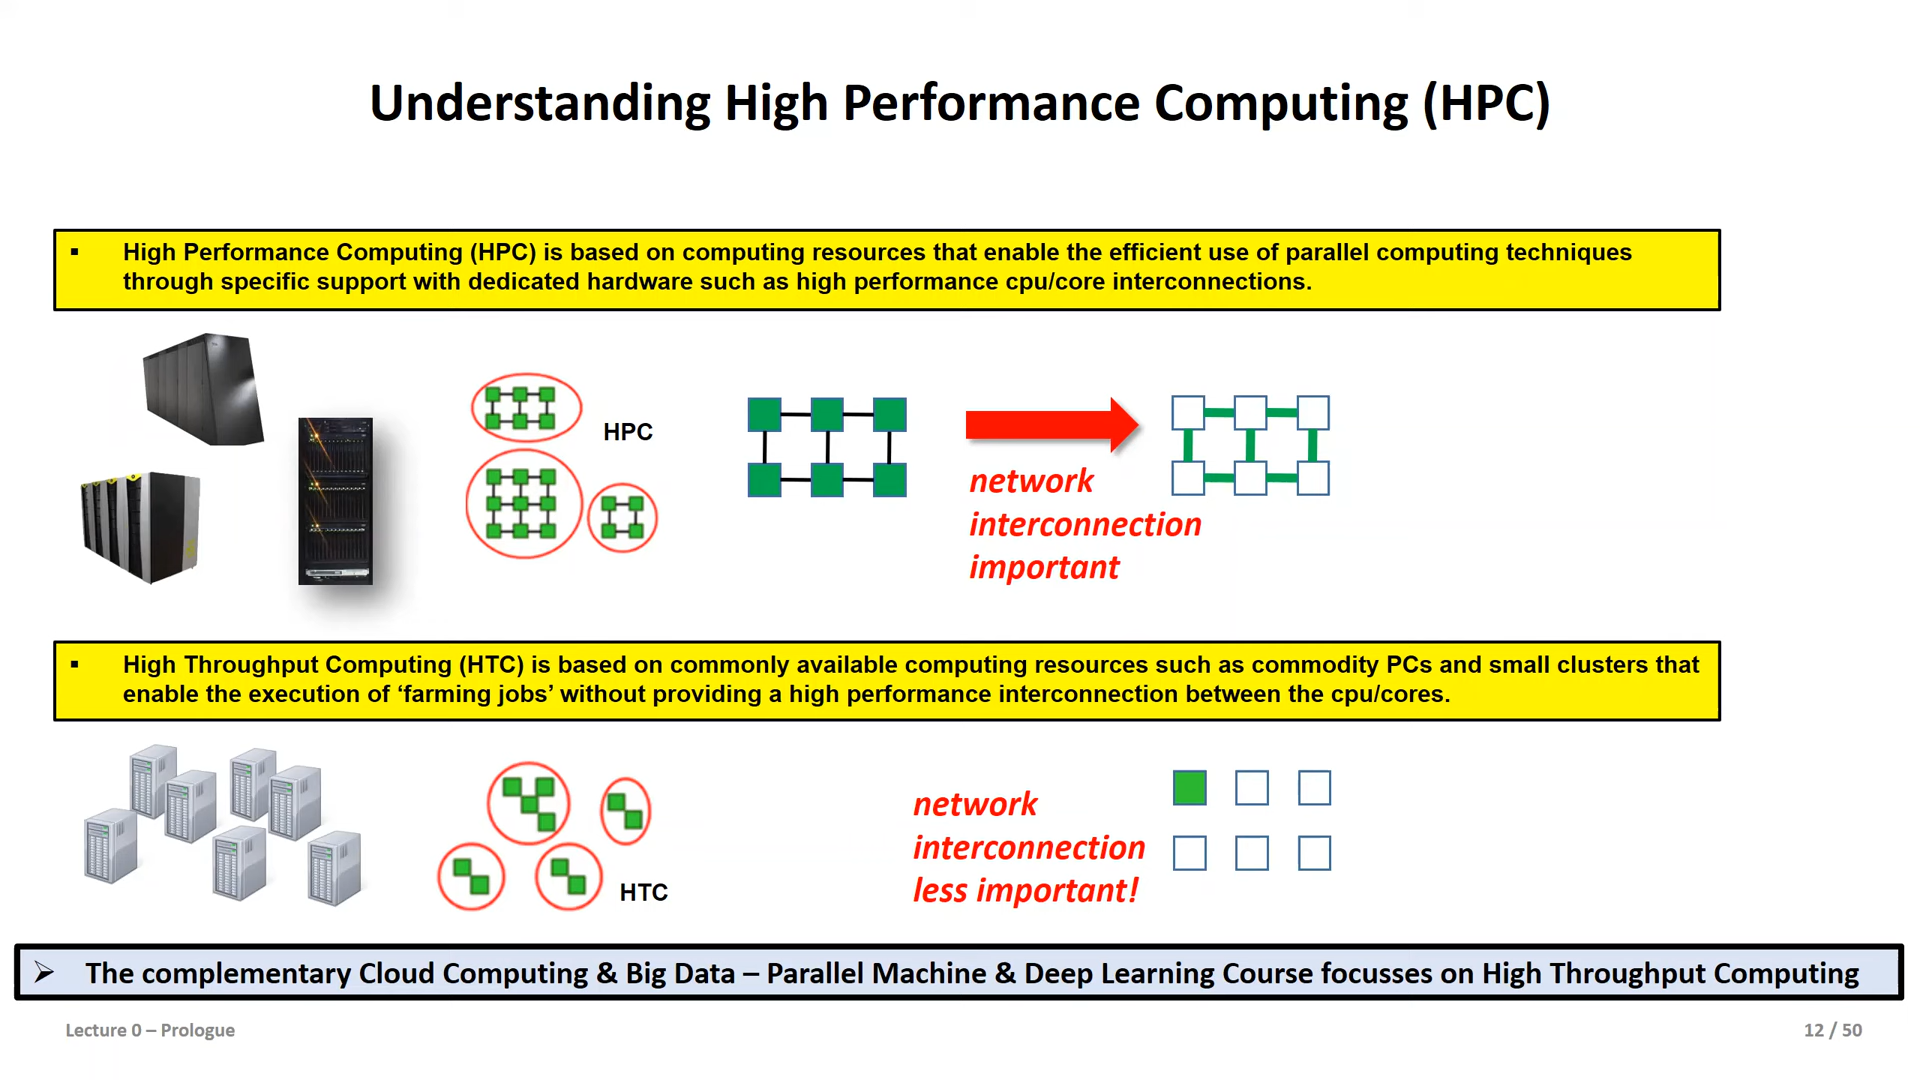 Understanding High Performance Computing (HPC)
▪ High Performance Computing (HPC) is based on computing resources that enable the efficient use of parallel computing techniques
through specific support with dedicated hardware such as high performance cpu/core interconnections.
HPC
network
interconnection
important
▪ High Throughput Computing (HTC) is based on commonly available computing resources such as commodity PCs and small clusters that
enable the execution of ‘farming jobs’ without providing a high performance interconnection between the cpu/cores.
HTC
network
interconnection
less important!
➢ The complementary Cloud Computing & Big Data – Parallel Machine & Deep Learning Course focusses on High Throughput Computing
Lecture 0 – Prologue
12 / 50